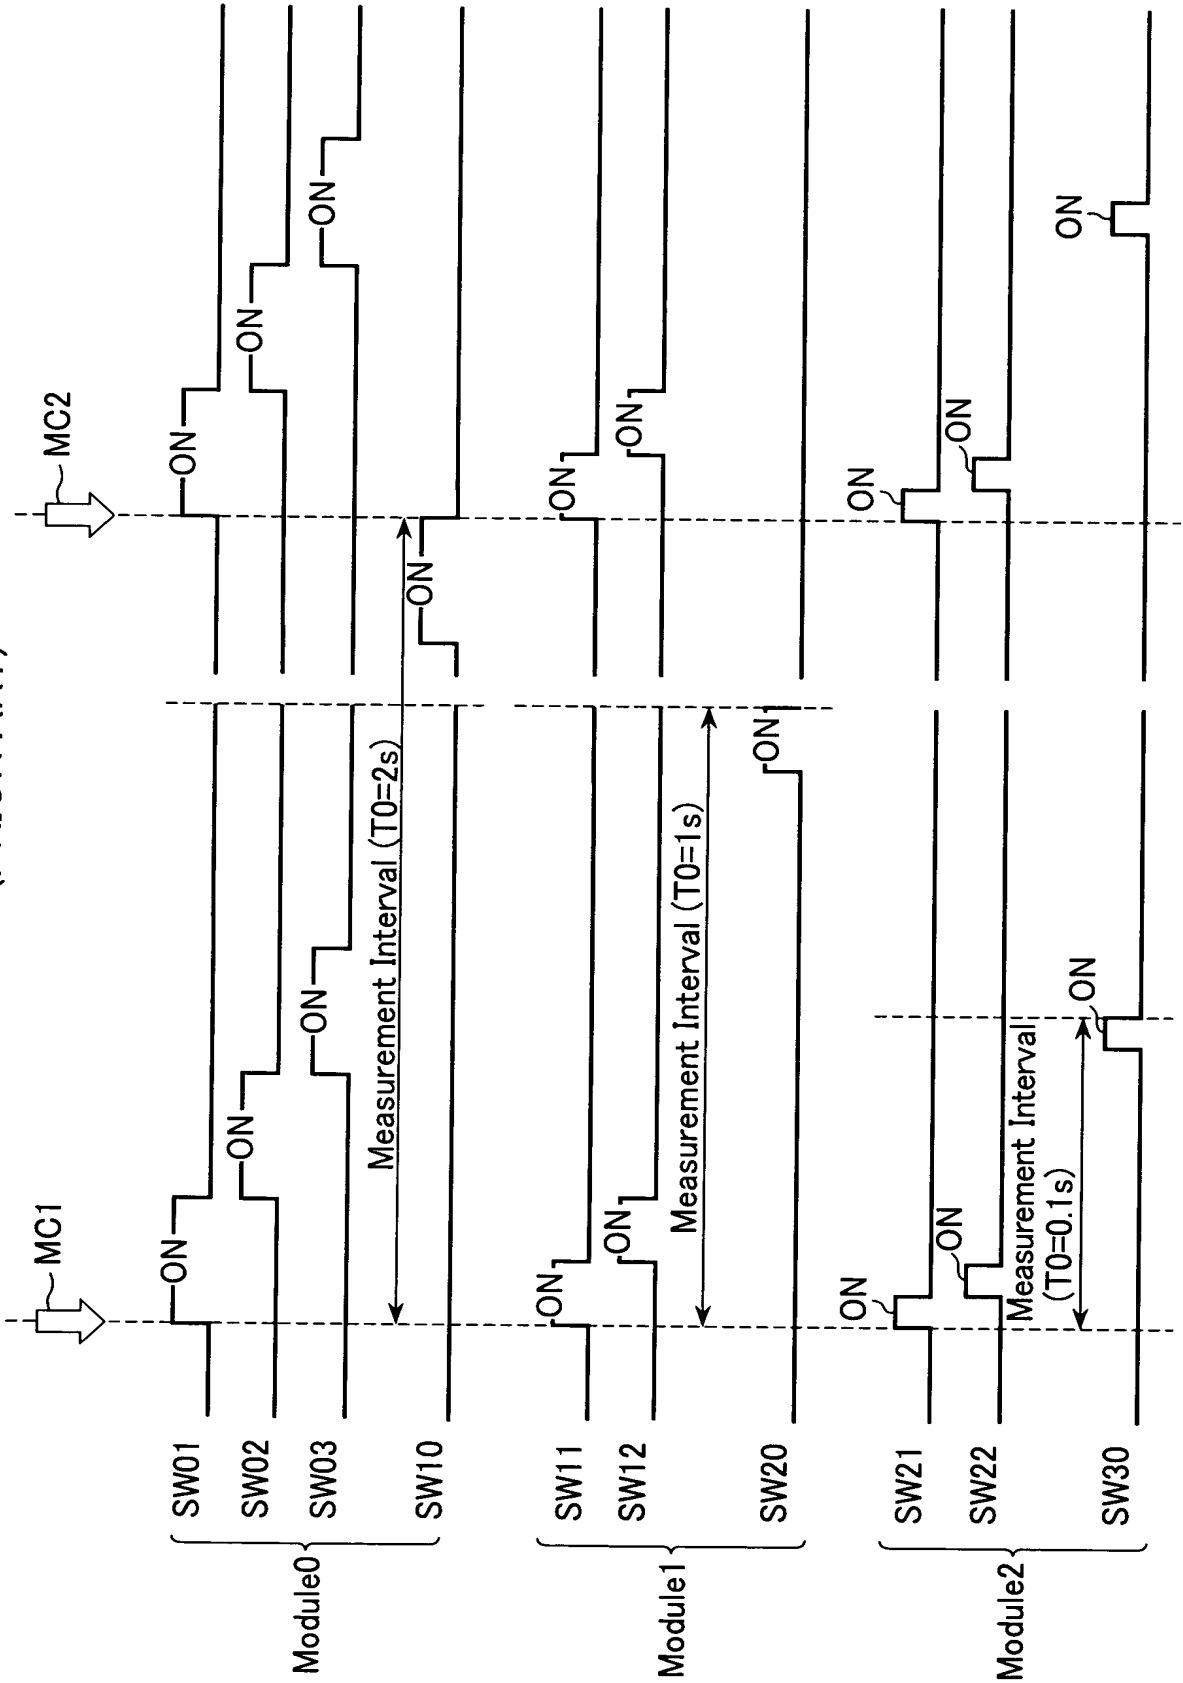 MC1
MC2
Module0
SW01
ON
ON
SW02
ON
ON
SW03
ON
ON
Measurement Interval (T0=2s)
SW10
ON
Module1
SW11
ON
ON
SW12
ON
ON
Measurement Interval (T0=1s)
SW20
ON
Module2
SW21
ON
ON
SW22
ON
ON
Measurement Interval
(T0=0.1s)
SW30
ON
ON